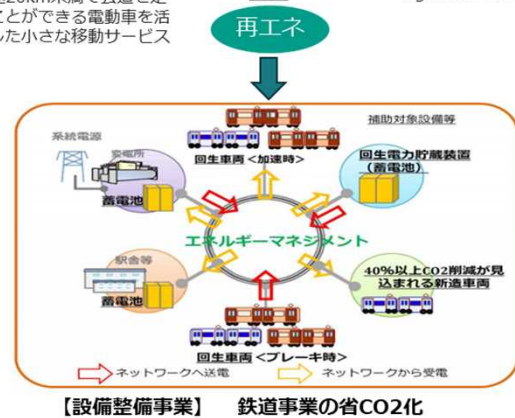 ことができる電動車を活
した小さな移動サービス
再エネ
補助対象設備等
系統電源
変電所
回生車両<加速時>
回生電力貯蔵装置
(蓄電池)
蓄電池
エネルギーマネジメント
駅舎等
40%以上CO2削減が見
込まれる新造車両
蓄電池
回生車両<ブレーキ時>
ネットワークへ送電
ネットワークから受電
【設備整備事業】 鉄道事業の省CO2化